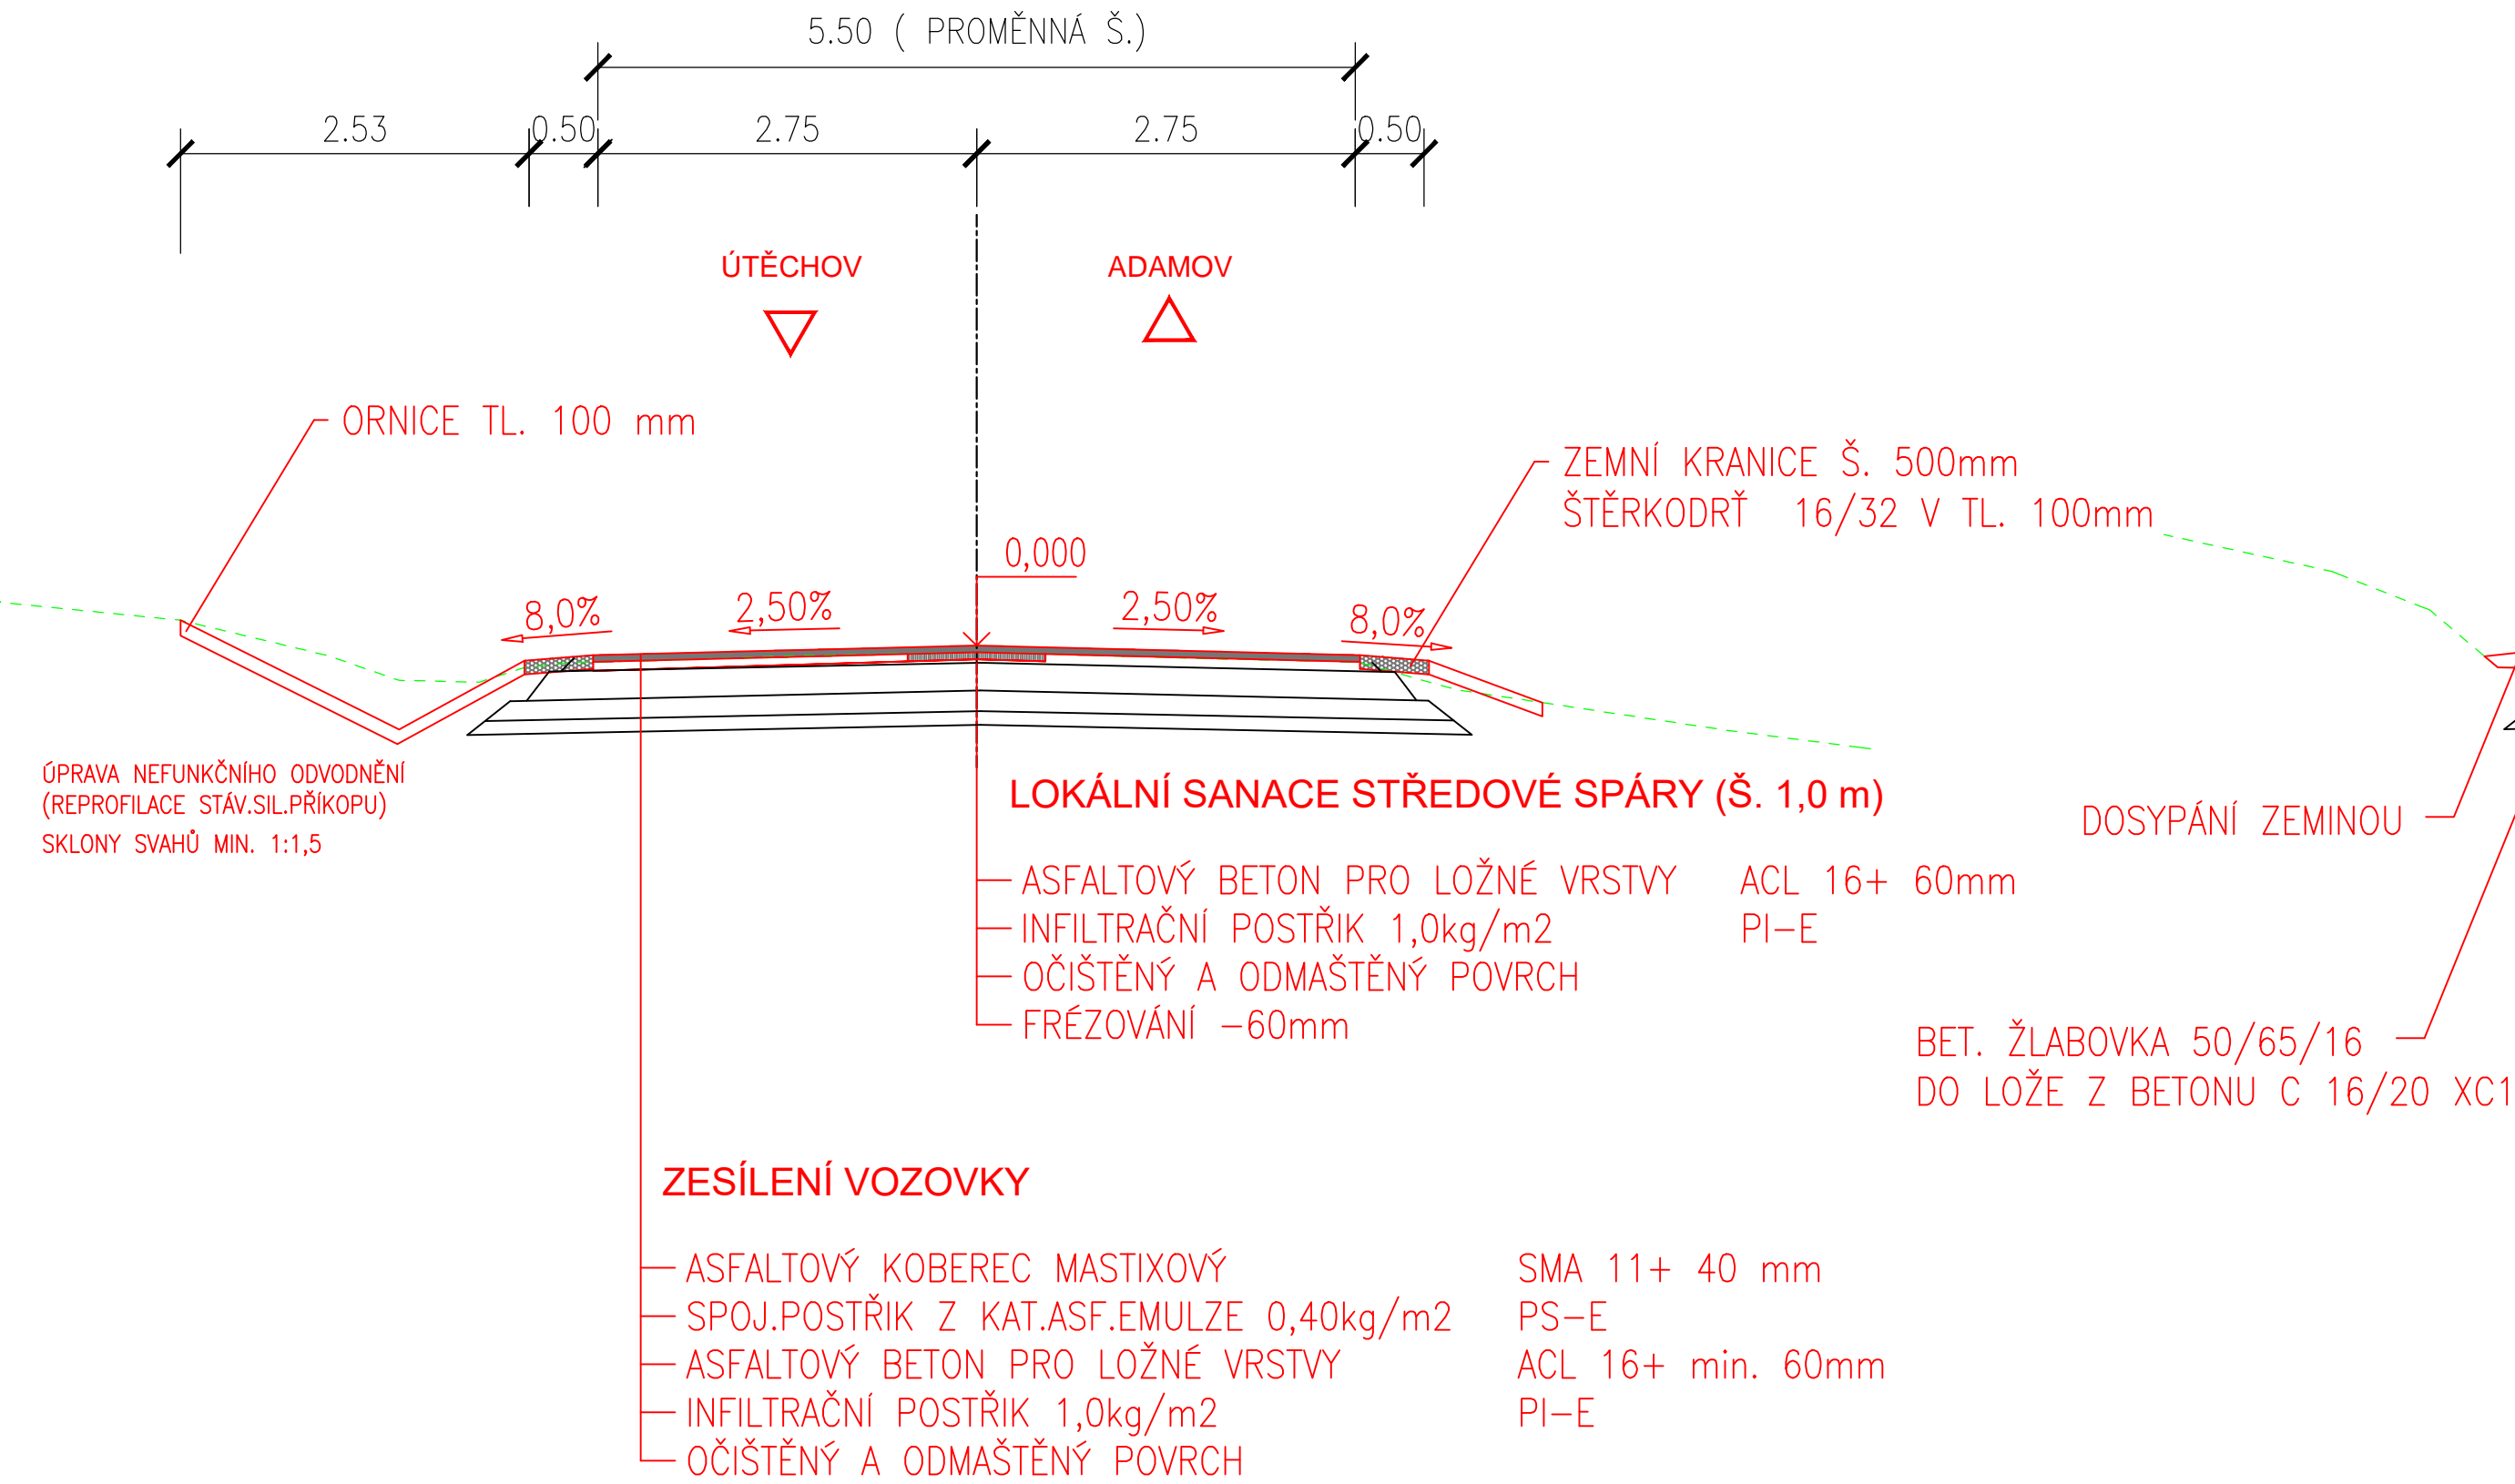 5.50 ( PROMĚNNÁ Š.)
2.53
0.50
2.75
2.75
0.50
ÚTĚCHOV
ADAMOV
ORNICE TL. 100 mm
ZEMNÍ KRANICE Š. 500mm
ŠTĚRKODRŤ 16/32 V TL. 100mm
0,000
8,0%
2,50%
2,50%
8,0%
ÚPRAVA NEFUNKČNÍHO ODVODNĚNÍ
(REPROFILACE STÁV.SIL.PŘÍKOPU)
SKLONY SVAHŮ MIN. 1:1,5
LOKÁLNÍ SANACE STŘEDOVÉ SPÁRY (Š. 1,0 m)
DOSYPÁNÍ ZEMINOU
ASFALTOVÝ BETON PRO LOŽNÉ VRSTVY ACL 16+ 60mm
INFILTRAČNÍ POSTŘIK 1,0kg/m2 PI-E
OČIŠTĚNÝ A ODMAŠTĚNÝ POVRCH
FRÉZOVÁNÍ -60mm
BET. ŽLABOVKA 50/65/16
DO LOŽE Z BETONU C 16/20 XC1
ZESÍLENÍ VOZOVKY
ASFALTOVÝ KOBEREC MASTIXOVÝ SMA 11+ 40 mm
SPOJ.POSTŘIK Z KAT.ASF.EMULZE 0,40kg/m2 PS-E
ASFALTOVÝ BETON PRO LOŽNÉ VRSTVY ACL 16+ min. 60mm
INFILTRAČNÍ POSTŘIK 1,0kg/m2 PI-E
OČIŠTĚNÝ A ODMAŠTĚNÝ POVRCH